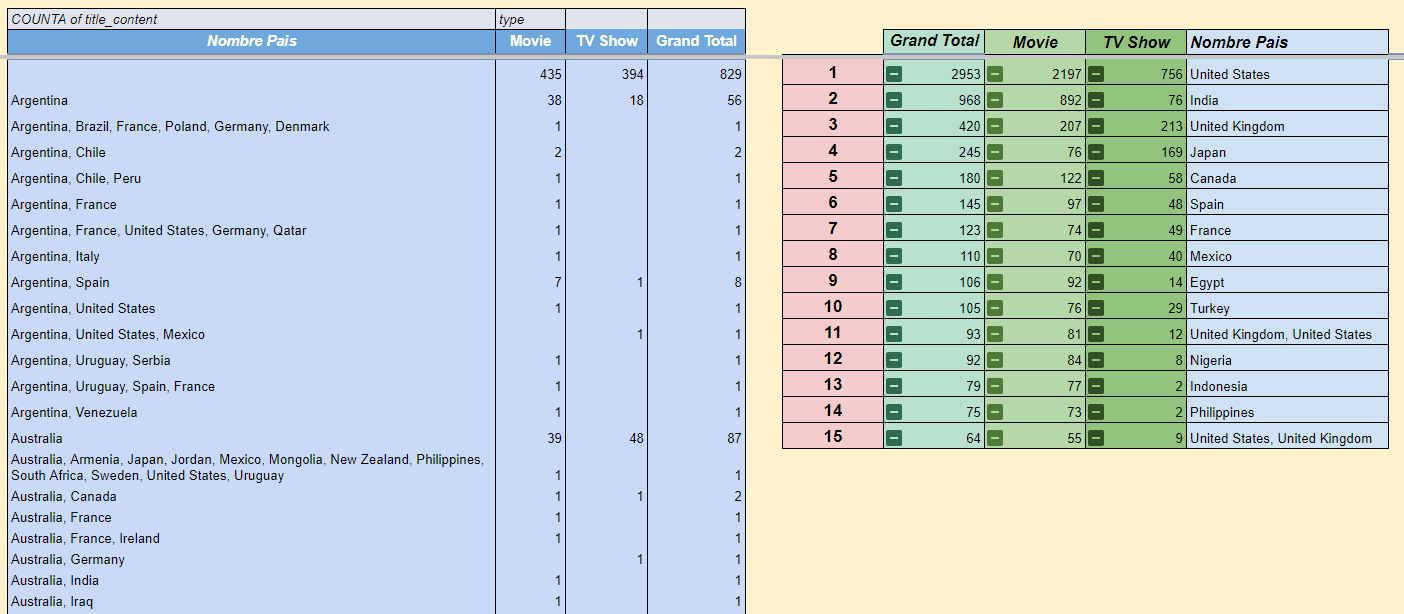 COUNTA of title_content type
Nombre Pais Movie TV Show Grand Total
435 394 829
Argentina 38 18 56
Argentina, Brazil, France, Poland, Germany, Denmark 1 1
Argentina, Chile 2 2
Argentina, Chile, Peru 1 1
Argentina, France 1 1
Argentina, France, United States, Germany, Qatar 1 1
Argentina, Italy 1 1
Argentina, Spain 7 1 8
Argentina, United States 1 1
Argentina, United States, Mexico 1 1
Argentina, Uruguay, Serbia 1 1
Argentina, Uruguay, Spain, France 1 1
Argentina, Venezuela 1 1
Australia 39 48 87
Australia, Armenia, Japan, Jordan, Mexico, Mongolia, New Zealand, Philippines,
South Africa, Sweden, United States, Uruguay 1 1
Australia, Canada 1 1 2
Australia, France 1 1
Australia, France, Ireland 1 1
Australia, Germany 1 1
Australia, India 1 1
Australia, Iraq 1 1
Grand Total Movie TV Show Nombre Pais
1 2953 2197 756 United States
2 968 892 76 India
3 420 207 213 United Kingdom
4 245 76 169 Japan
5 180 122 58 Canada
6 145 97 48 Spain
7 123 74 49 France
8 110 70 40 Mexico
9 106 92 14 Egypt
10 105 76 29 Turkey
11 93 81 12 United Kingdom, United States
12 92 84 8 Nigeria
13 79 77 2 Indonesia
14 75 73 2 Philippines
15 64 55 9 United States, United Kingdom